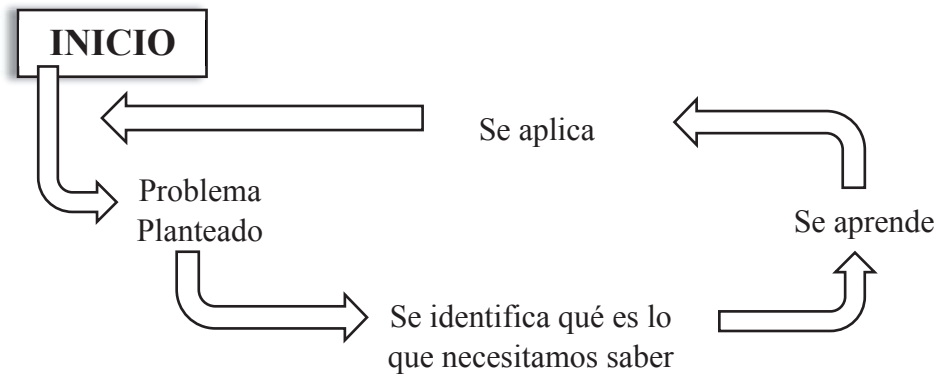 INICIO
Se aplica
Problema
Planteado
Se aprende
Se identifica qué es lo
que necesitamos saber